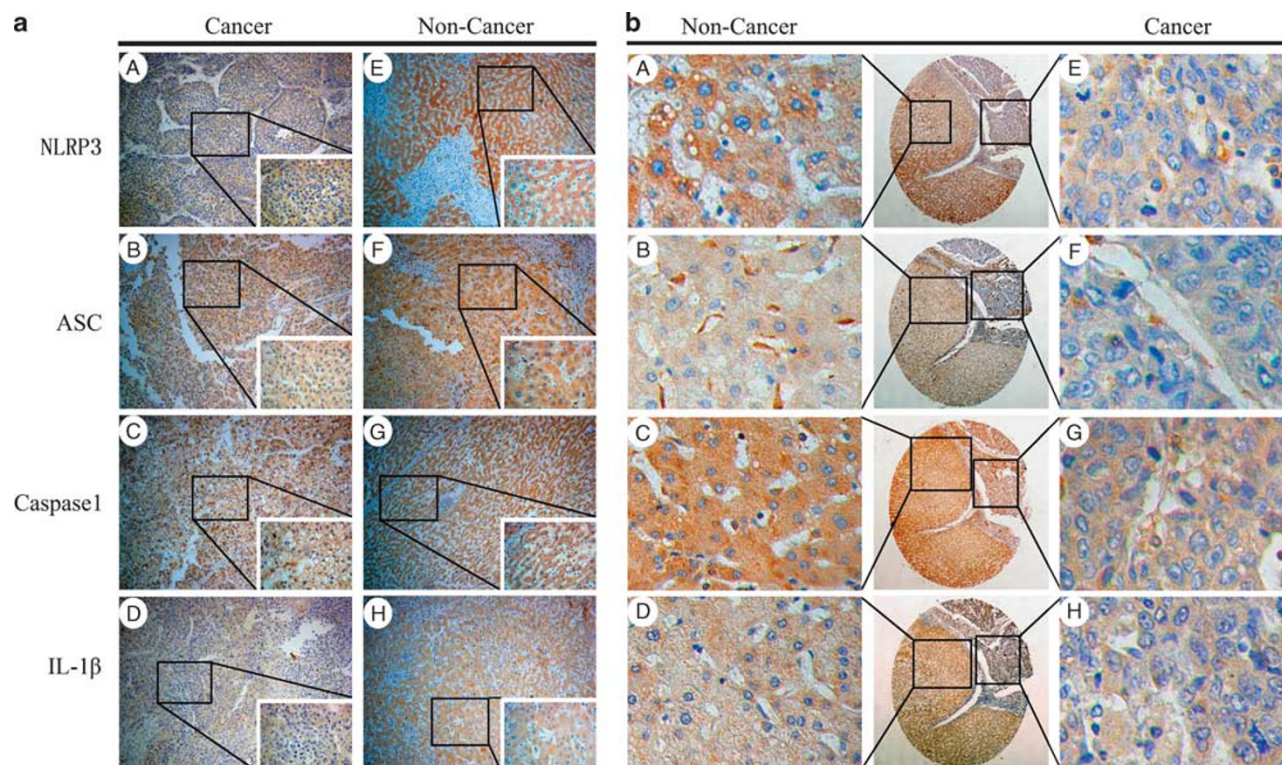 a
Cancer
Non-Cancer
b
Non-Cancer
Cancer
A
E
A
E
NLRP3
B
F
B
F
ASC
C
G
C
G
Caspase1
D
H
D
H
IL-1β